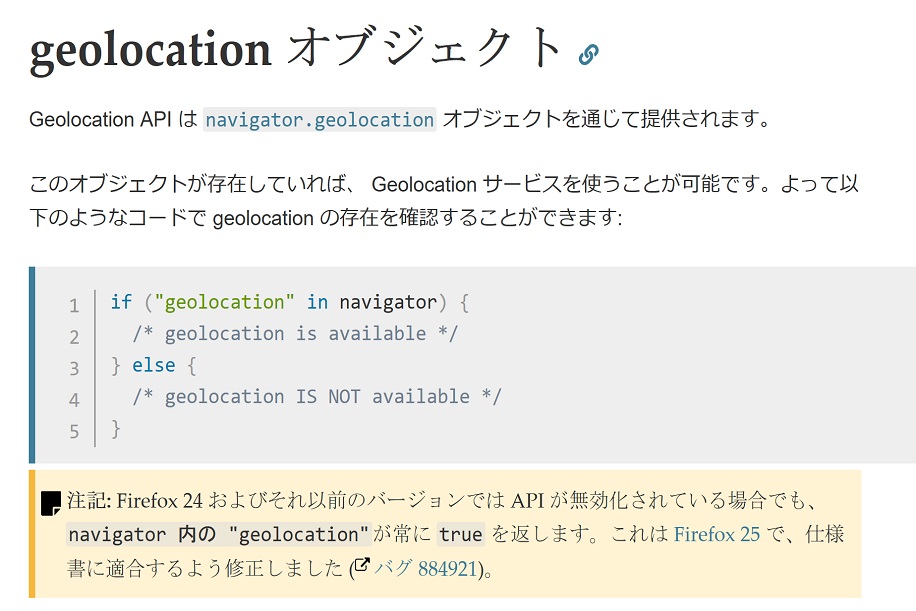 geolocation オブジェクト
Geolocation API は navigator.geolocation オブジェクトを通じて提供されます。
このオブジェクトが存在していれば、 Geolocation サービスを使うことが可能です。よって以
下のようなコードで geolocation の存在を確認することができます:
1 if ("geolocation" in navigator) {
2   /* geolocation is available */
3 } else {
4   /* geolocation IS NOT available */
5 }
注記: Firefox 24 およびそれ以前のバージョンでは API が無効化されている場合でも、
navigator 内の "geolocation"が常に true を返します。これは Firefox 25 で、仕様
書に適合するよう修正しました (バグ 884921)。